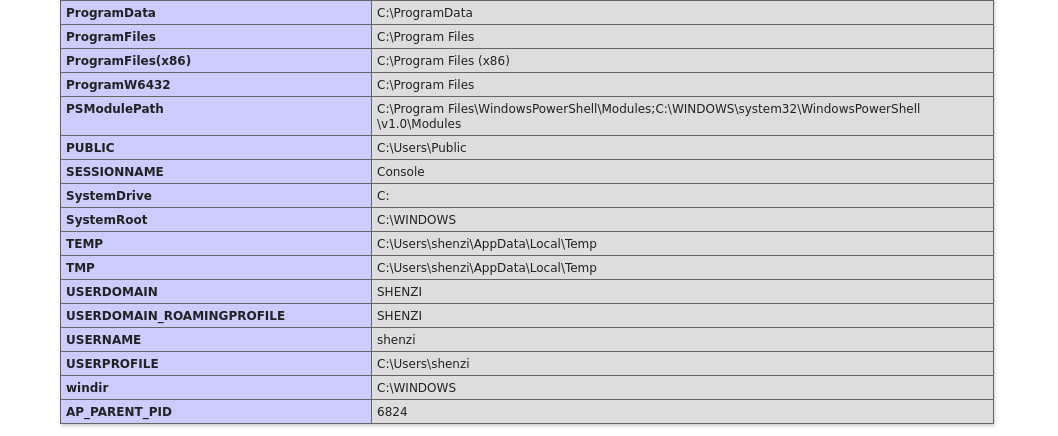 ProgramData C:\ProgramData
ProgramFiles C:\Program Files
ProgramFiles(x86) C:\Program Files (x86)
ProgramW6432 C:\Program Files
PSModulePath C:\Program Files\WindowsPowerShell\Modules;C:\WINDOWS\system32\WindowsPowerShell
\v1.0\Modules
PUBLIC C:\Users\Public
SESSIONNAME Console
SystemDrive C:
SystemRoot C:\WINDOWS
TEMP C:\Users\shenzi\AppData\Local\Temp
TMP C:\Users\shenzi\AppData\Local\Temp
USERDOMAIN SHENZI
USERDOMAIN_ROAMINGPROFILE SHENZI
USERNAME shenzi
USERPROFILE C:\Users\shenzi
windir C:\WINDOWS
AP_PARENT_PID 6824